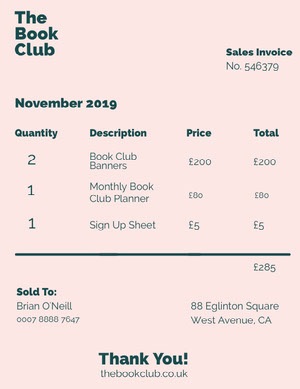 The
Book
Club
Sales Invoice
No. 546379
November 2019
Quantity Description Price Total
2 Book Club Banners £200 £200
1 Monthly Book Club Planner £80 £80
1 Sign Up Sheet £5 £5
£285
Sold To:
Brian O'Neill
0007 8888 7647
88 Eglinton Square
West Avenue, CA
Thank You!
thebookclub.co.uk